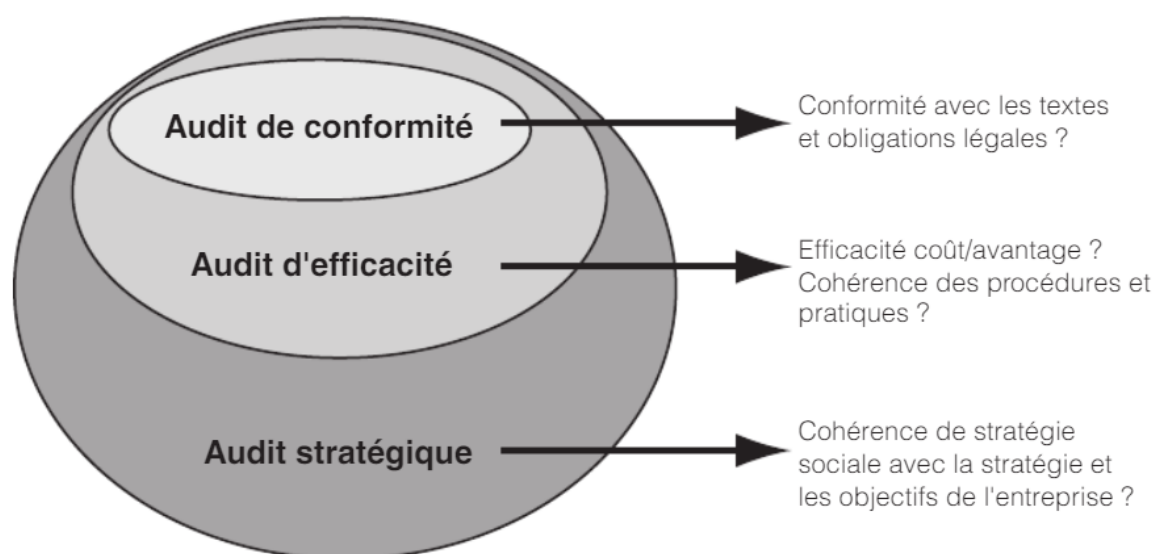 Audit de conformité
Conformité avec les textes
et obligations légales ?
Audit d'efficacité
Efficacité coût/avantage ?
Cohérence des procédures et
pratiques ?
Audit stratégique
Cohérence de stratégie
sociale avec la stratégie et
les objectifs de l'entreprise ?